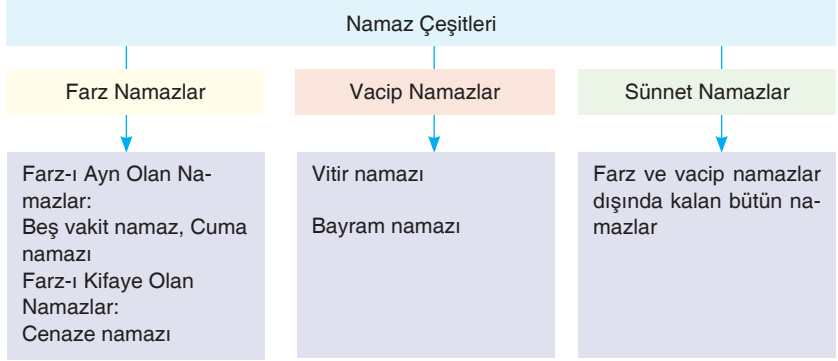 Namaz Çeşitleri
Farz Namazlar
Farz-ı Ayn Olan Na-
mazlar:
Beş vakit namaz, Cuma
namazı
Farz-ı Kifaye Olan
Namazlar:
Cenaze namazı
Vacip Namazlar
Vitir namazı
Bayram namazı
Sünnet Namazlar
Farz ve vacip namazlar
dışında kalan bütün na-
mazlar